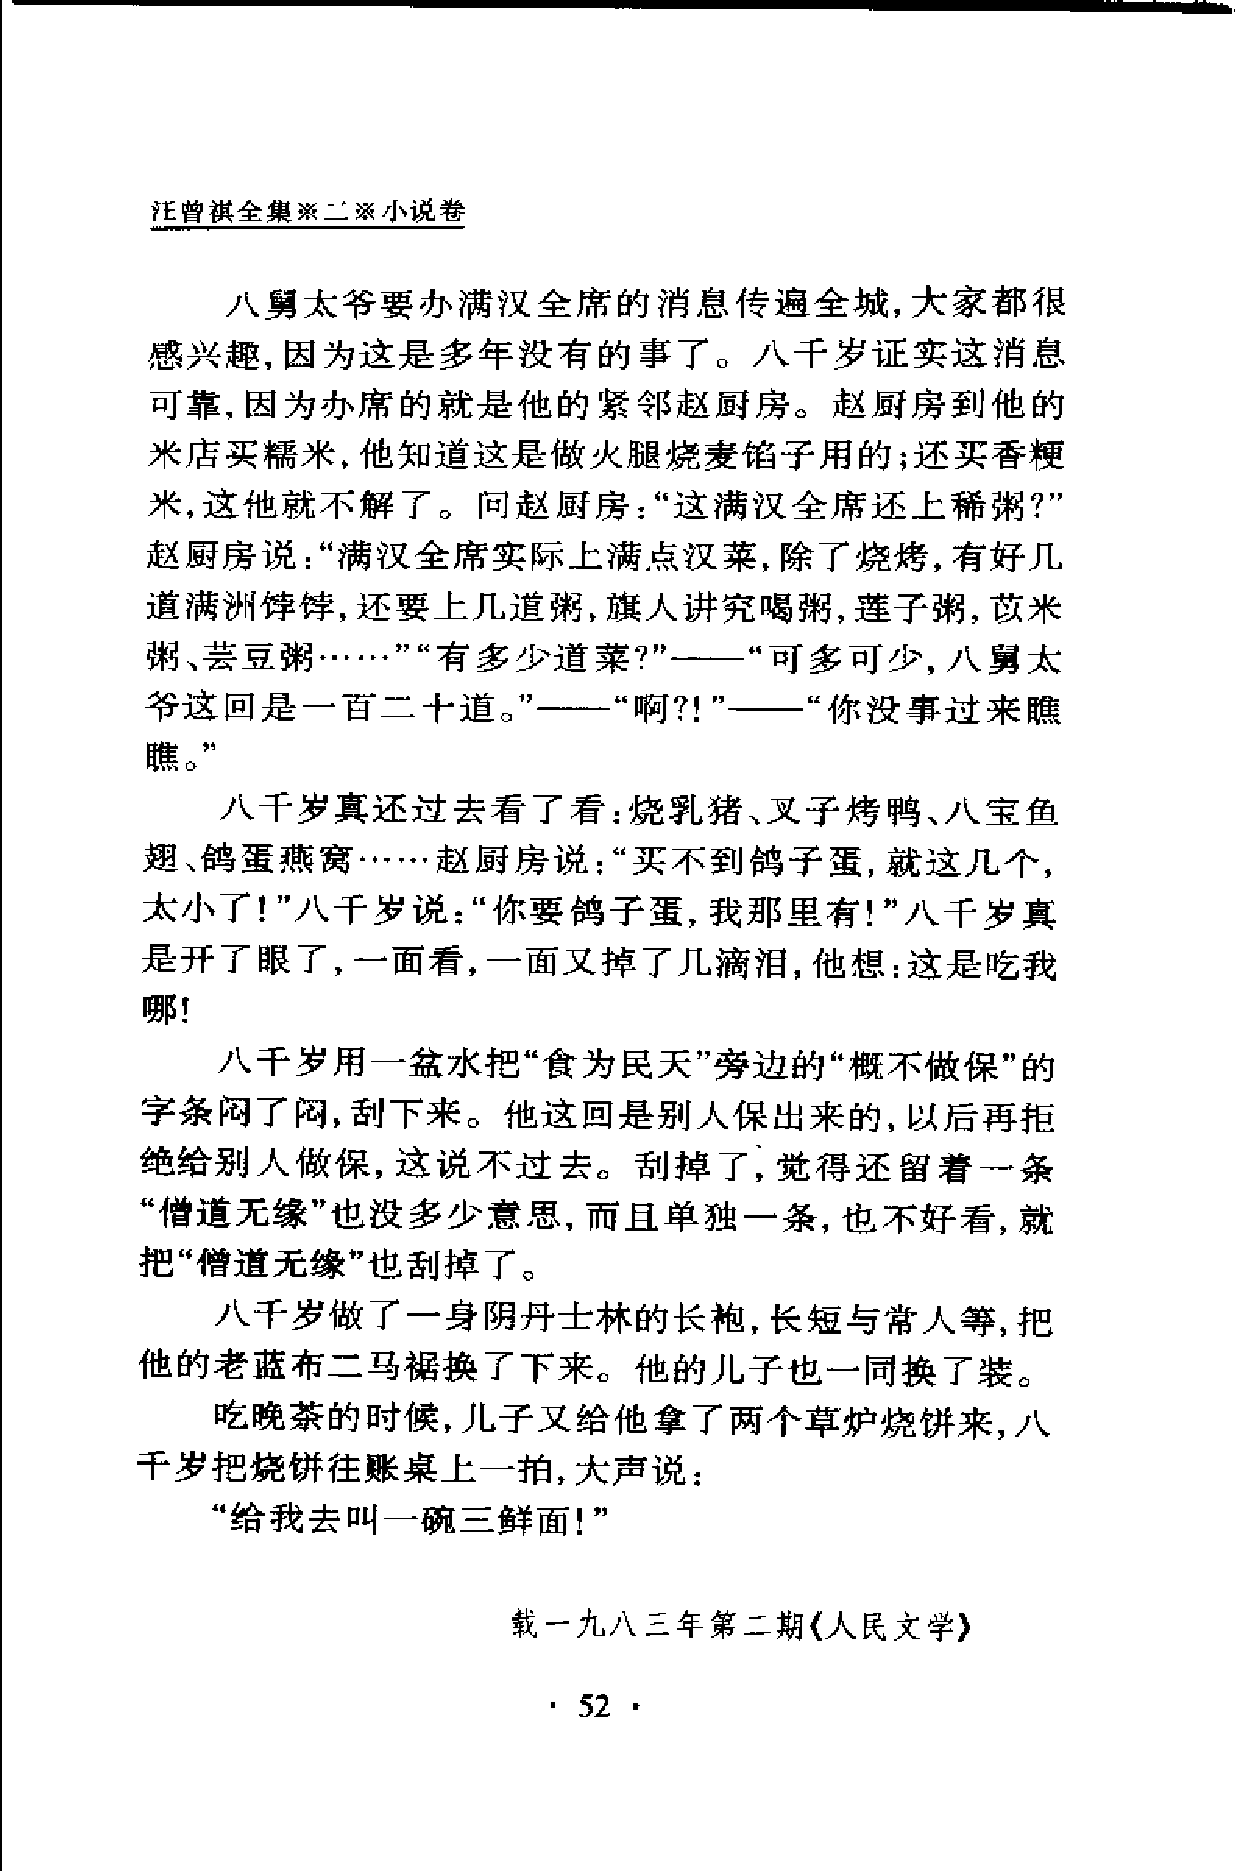 汪曾祺全集※二※小说卷
八舅太爷要办满汉全席的消息传遍全城,大家都很
感兴趣,因为这是多年没有的事了。八千岁证实这消息
可靠,因为办席的就是他的紧邻赵厨房。赵厨房到他的
米店买糯米,他知道这是做火腿烧麦馅子用的;还买香粳
米,这他就不解了。问赵厨房:“这满汉全席还上稀粥?”
赵厨房说:“满汉全席实际上满点汉菜,除了烧烤,有好几
道满洲饽饽,还要上几道粥,旗人讲究喝粥,莲子粥,苡米
粥、芸豆粥……”“有多少道菜?”——“可多可少,八舅太
爷这回是一百二十道。”——“啊?!”——“你没事过来瞧
瞧。”
八千岁真还过去看了看:烧乳猪、叉子烤鸭、八宝鱼
翅、鸽蛋燕窝……赵厨房说:“买不到鸽子蛋,就这几个,
太小了!”八千岁说:“你要鸽子蛋,我那里有!”八千岁真
是开了眼了,一面看,一面又掉了几滴泪,他想:这是吃我
哪!
八千岁用一盆水把“食为民天”旁边的“概不做保”的
字条闷了闷,刮下来。他这回是别人保出来的,以后再拒
绝给别人做保,这说不过去。刮掉了,觉得还留着一条
“僧道无缘”也没多少意思,而且单独一条,也不好看,就
把“僧道无缘”也刮掉了。
八千岁做了一身阴丹士林的长袍,长短与常人等,把
他的老蓝布二马裾换了下来。他的儿子也一同换了装。
吃晚茶的时候,儿子又给他拿了两个草炉烧饼来,八
千岁把烧饼往账桌上一拍,大声说:
“给我去叫一碗三鲜面!”
载一九八三年第二期《人民文学》
· 52 ·